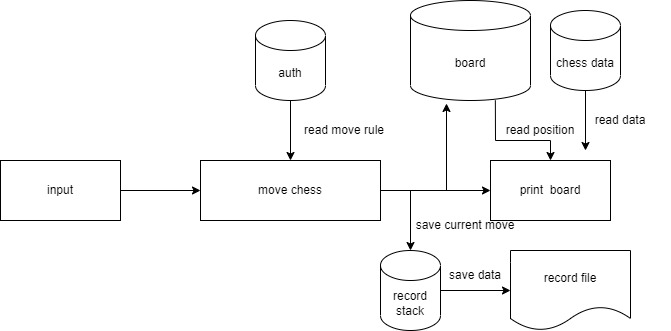 board
chess data
auth
read data
read move rule
read position
input
move chess
print board
save current move
save data
record file
record
stack